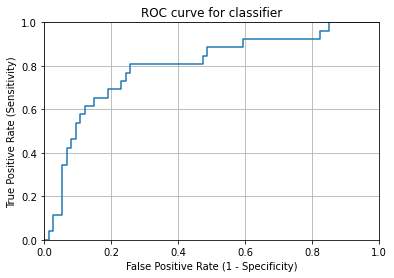 ROC curve for classifier
True Positive Rate (Sensitivity)
1.0
0.8
0.6
0.4
0.2
0.0
0.0 0.2 0.4 0.6 0.8 1.0
False Positive Rate (1 - Specificity)